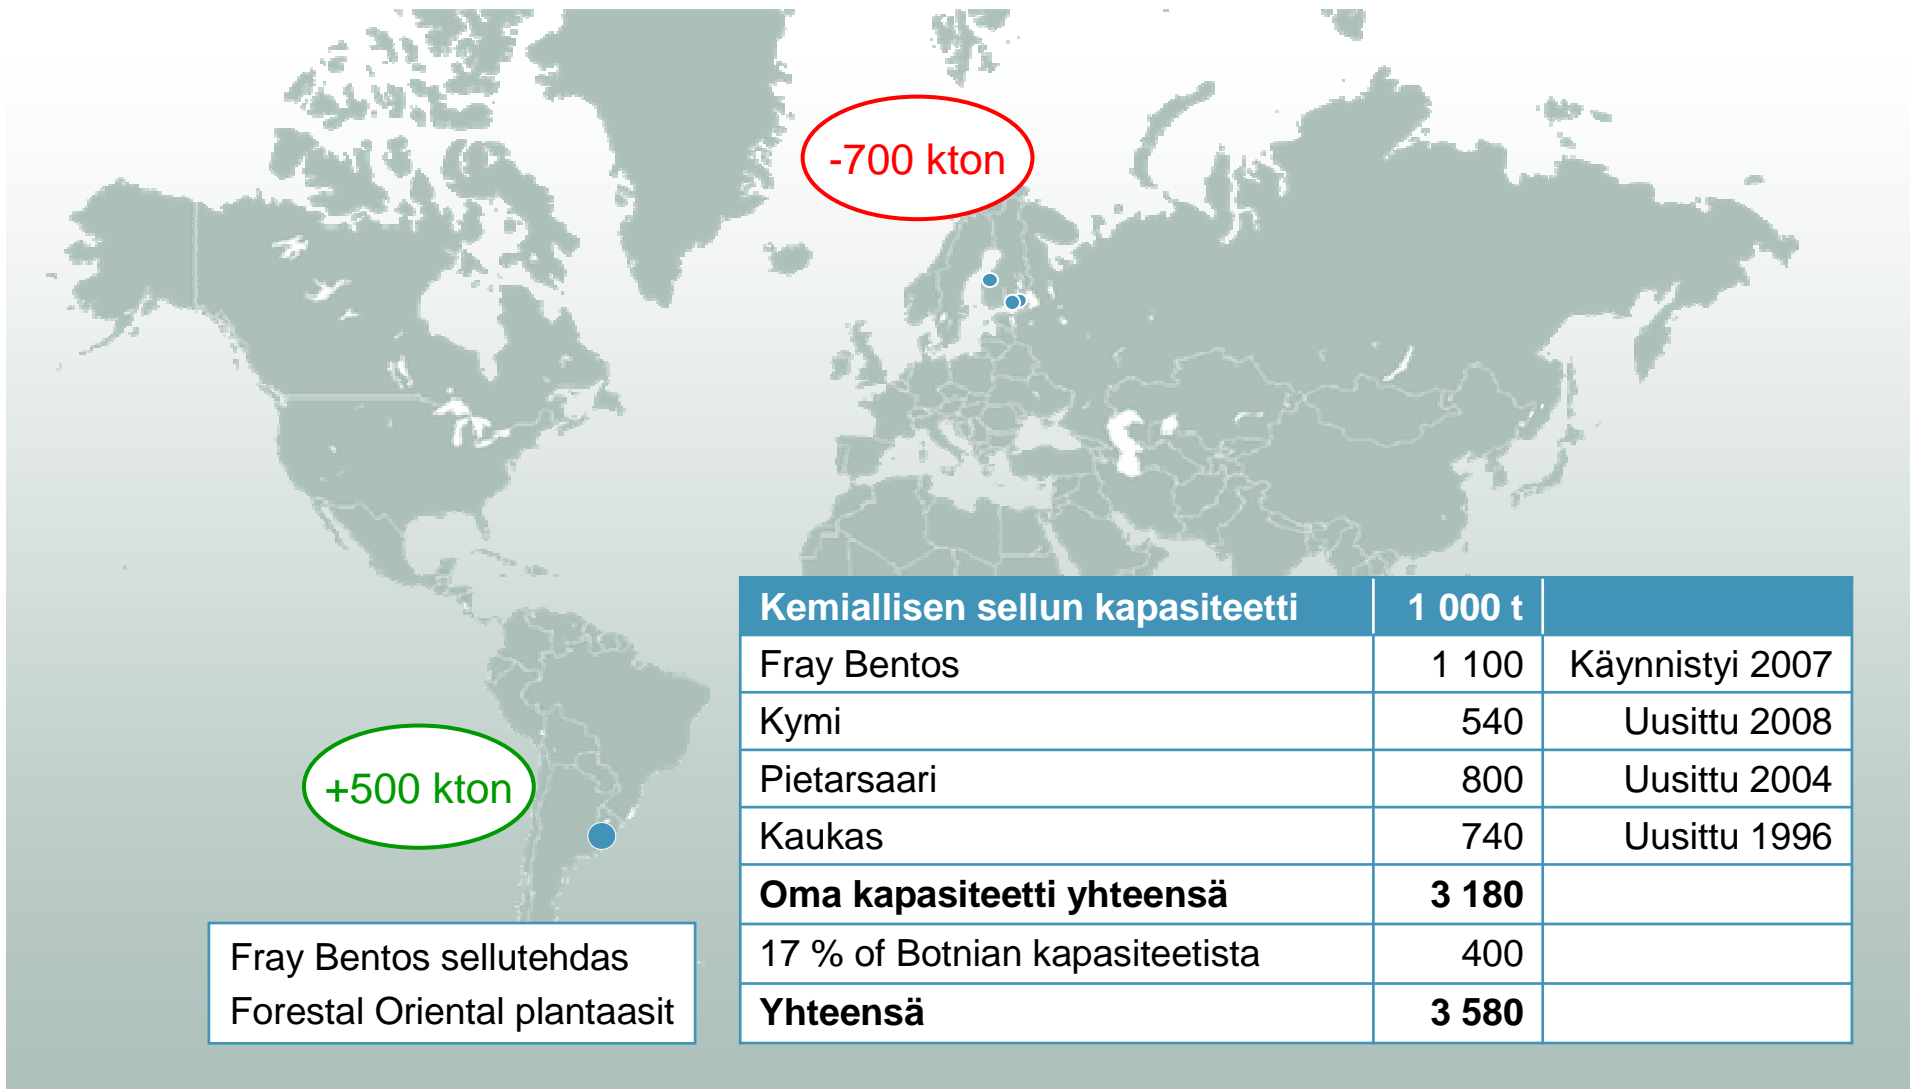 -700 kton
+500 kton
Fray Bentos sellutehdas
Forestal Oriental plantaasit
Kemiallisen sellun kapasiteetti 1 000 t
Fray Bentos 1 100 Käynnistyi 2007
Kymi 540 Uusittu 2008
Pietarsaari 800 Uusittu 2004
Kaukas 740 Uusittu 1996
Oma kapasiteetti yhteensä 3 180
17 % of Botnian kapasiteetista 400
Yhteensä 3 580